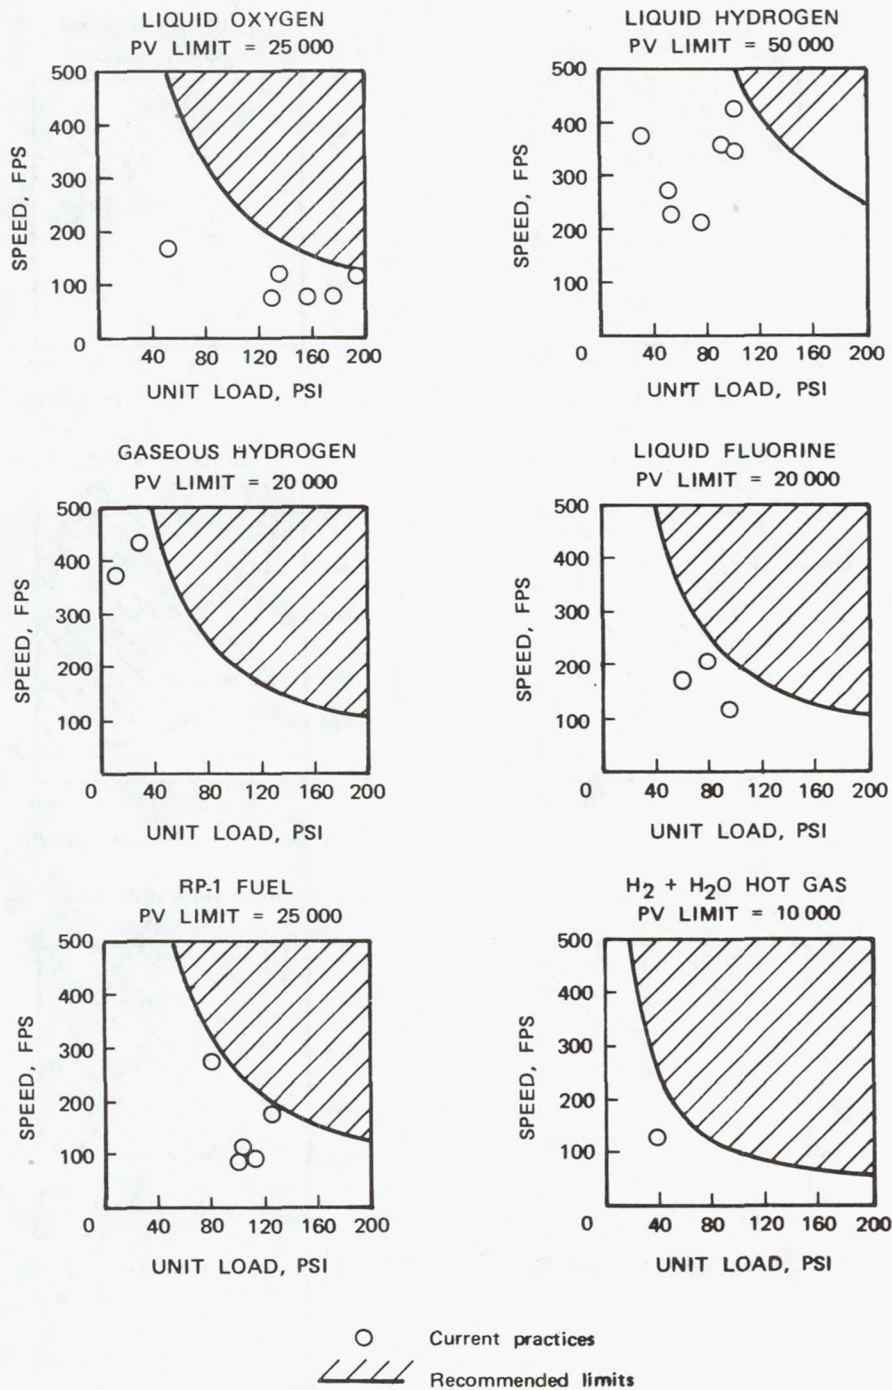 LIQUID OXYGEN
PV LIMIT = 25 000
500
400
300
200
100
0
40 80 120 160 200
SPEED, FPS
UNIT LOAD, PSI
LIQUID HYDROGEN
PV LIMIT = 50 000
500
400
300
200
100
0
40 80 120 160 200
SPEED, FPS
UNIT LOAD, PSI
GASEOUS HYDROGEN
PV LIMIT = 20 000
500
400
300
200
100
0 40 80 120 160 200
SPEED, FPS
UNIT LOAD, PSI
LIQUID FLUORINE
PV LIMIT = 20 000
500
400
300
200
100
0 40 80 120 160 200
SPEED, FPS
UNIT LOAD, PSI
RP-1 FUEL
PV LIMIT = 25 000
500
400
300
200
100
0 40 80 120 160 200
SPEED, FPS
UNIT LOAD, PSI
H2 + H2O HOT GAS
PV LIMIT = 10 000
500
400
300
200
100
0 40 80 120 160 200
SPEED, FPS
UNIT LOAD, PSI
Current practices
Recommended limits